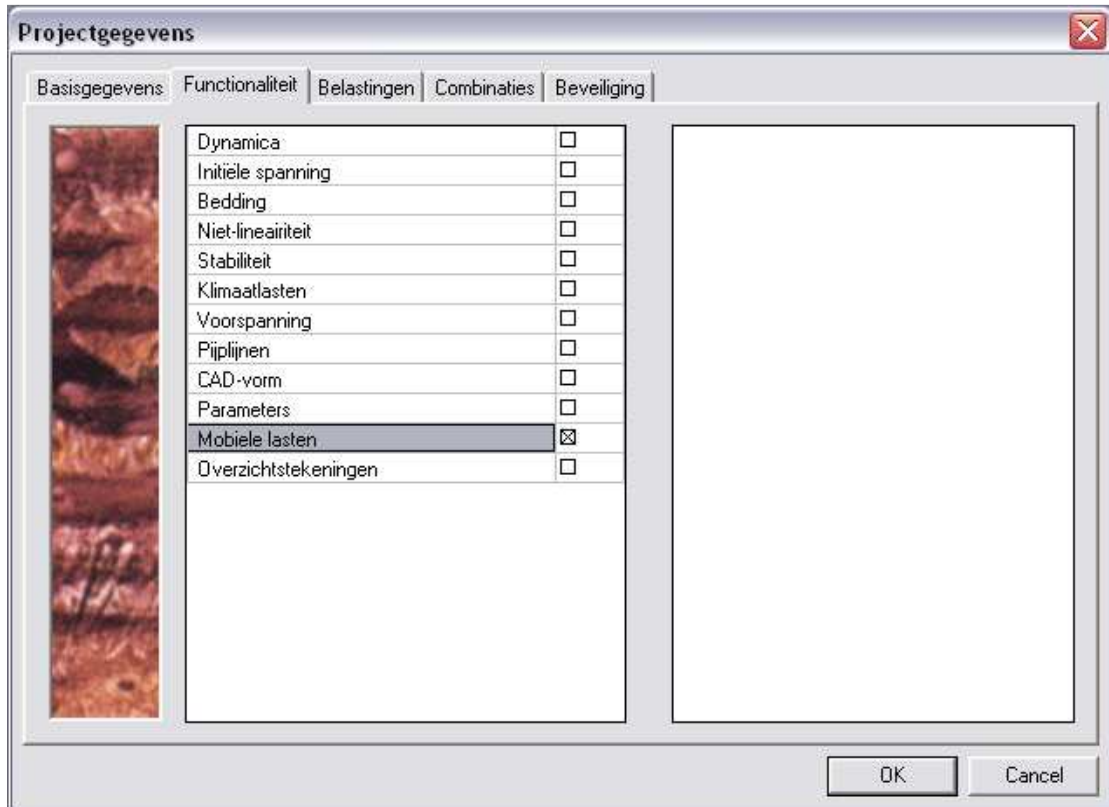 Projectgegevens
Basisgegevens Functionaliteit Belastingen Combinaties Beveiliging
Dynamica
Initiële spanning
Bedding
Niet-lineairiteit
Stabiliteit
Klimaatlasten
Voorspanning
Pijplijnen
CAD-vorm
Parameters
Mobiele lasten
Overzichtstekeningen
OK Cancel